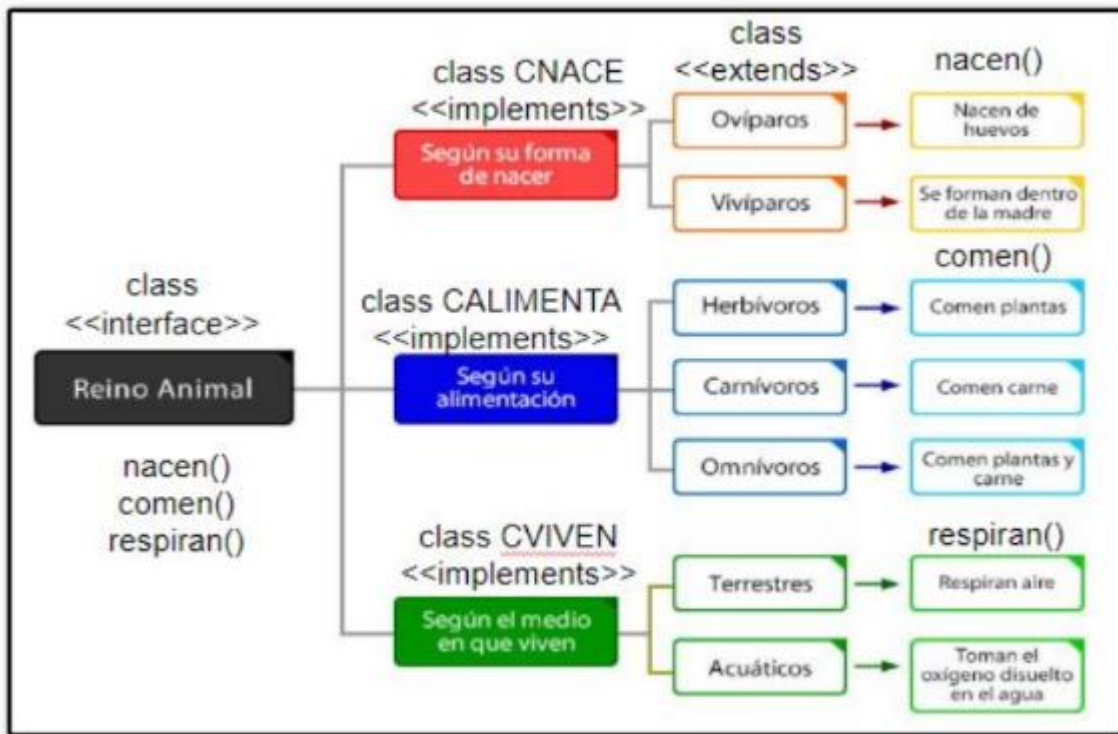 class
<<interface>>
Reino Animal
nacen()
comen()
respiran()
class CNACE
<<implements>>
Según su forma
de nacer
class
<<extends>>
nacen()
Ovíparos
Nacen de
huevos
Vivíparos
Se forman dentro
de la madre
class CALIMENTA
<<implements>>
Según su
alimentación
comen()
Herbívoros
Comen plantas
Carnívoros
Comen carne
Omnívoros
Comen plantas y
carne
class CVIVEN
<<implements>>
Según el medio
en que viven
respiran()
Terrestres
Respiran aire
Acuáticos
Toman el
oxígeno disuelto
en el agua